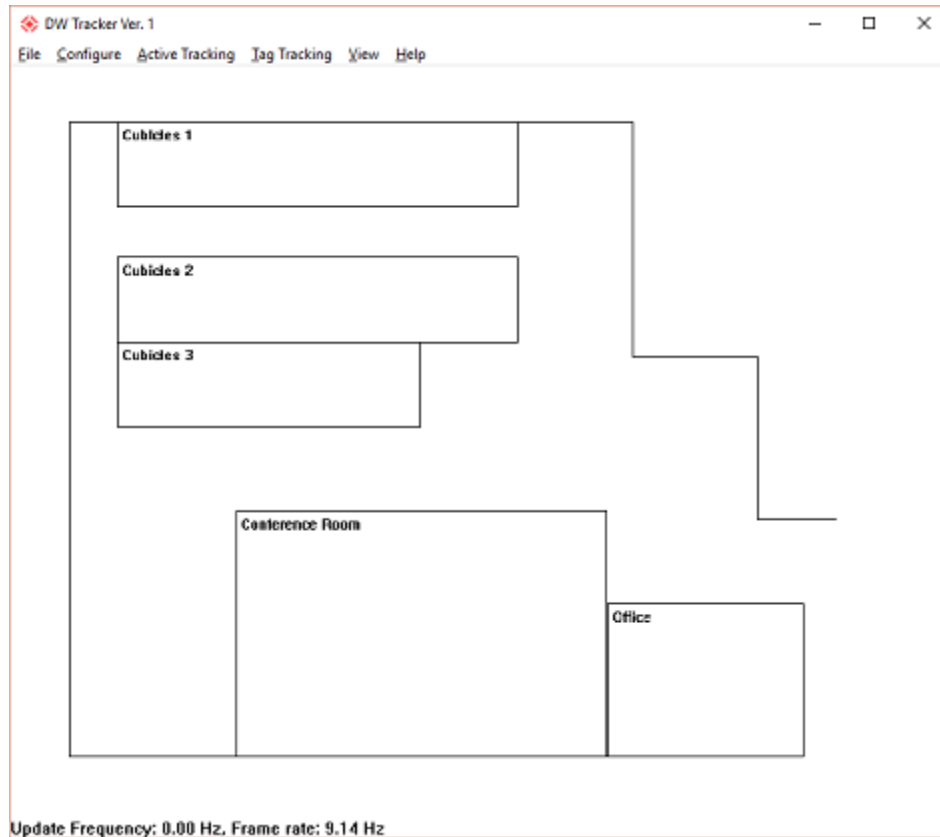 DW Tracker Ver. 1
File Configure Active Tracking Tag Tracking View Help
Cubicles 1
Cubicles 2
Cubicles 3
Conference Room
Office
Update Frequency: 0.00 Hz, Frame rate: 9.14 Hz